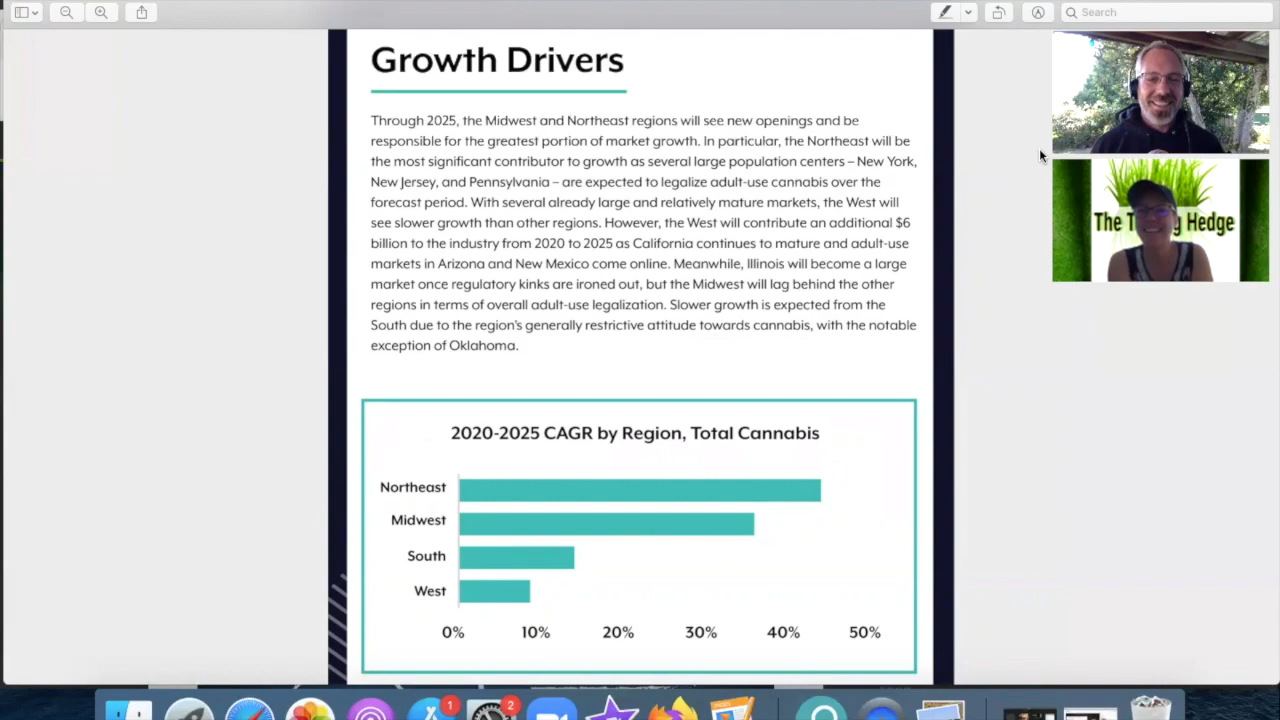 Search
Growth Drivers
Through 2025, the Midwest and Northeast regions will see new openings and be
responsible for the greatest portion of market growth. In particular, the Northeast will be
the most significant contributor to growth as several large population centers – New York,
New Jersey, and Pennsylvania – are expected to legalize adult-use cannabis over the
forecast period. With several already large and relatively mature markets, the West will
see slower growth than other regions. However, the West will contribute an additional $6
billion to the industry from 2020 to 2025 as California continues to mature and adult-use
markets in Arizona and New Mexico come online. Meanwhile, Illinois will become a large
market once regulatory kinks are ironed out, but the Midwest will lag behind the other
regions in terms of overall adult-use legalization. Slower growth is expected from the
South due to the region's generally restrictive attitude towards cannabis, with the notable
exception of Oklahoma.
The T g Hedge
2020-2025 CAGR by Region, Total Cannabis
Northeast
Midwest
South
West
0% 10% 20% 30% 40% 50%
1 2